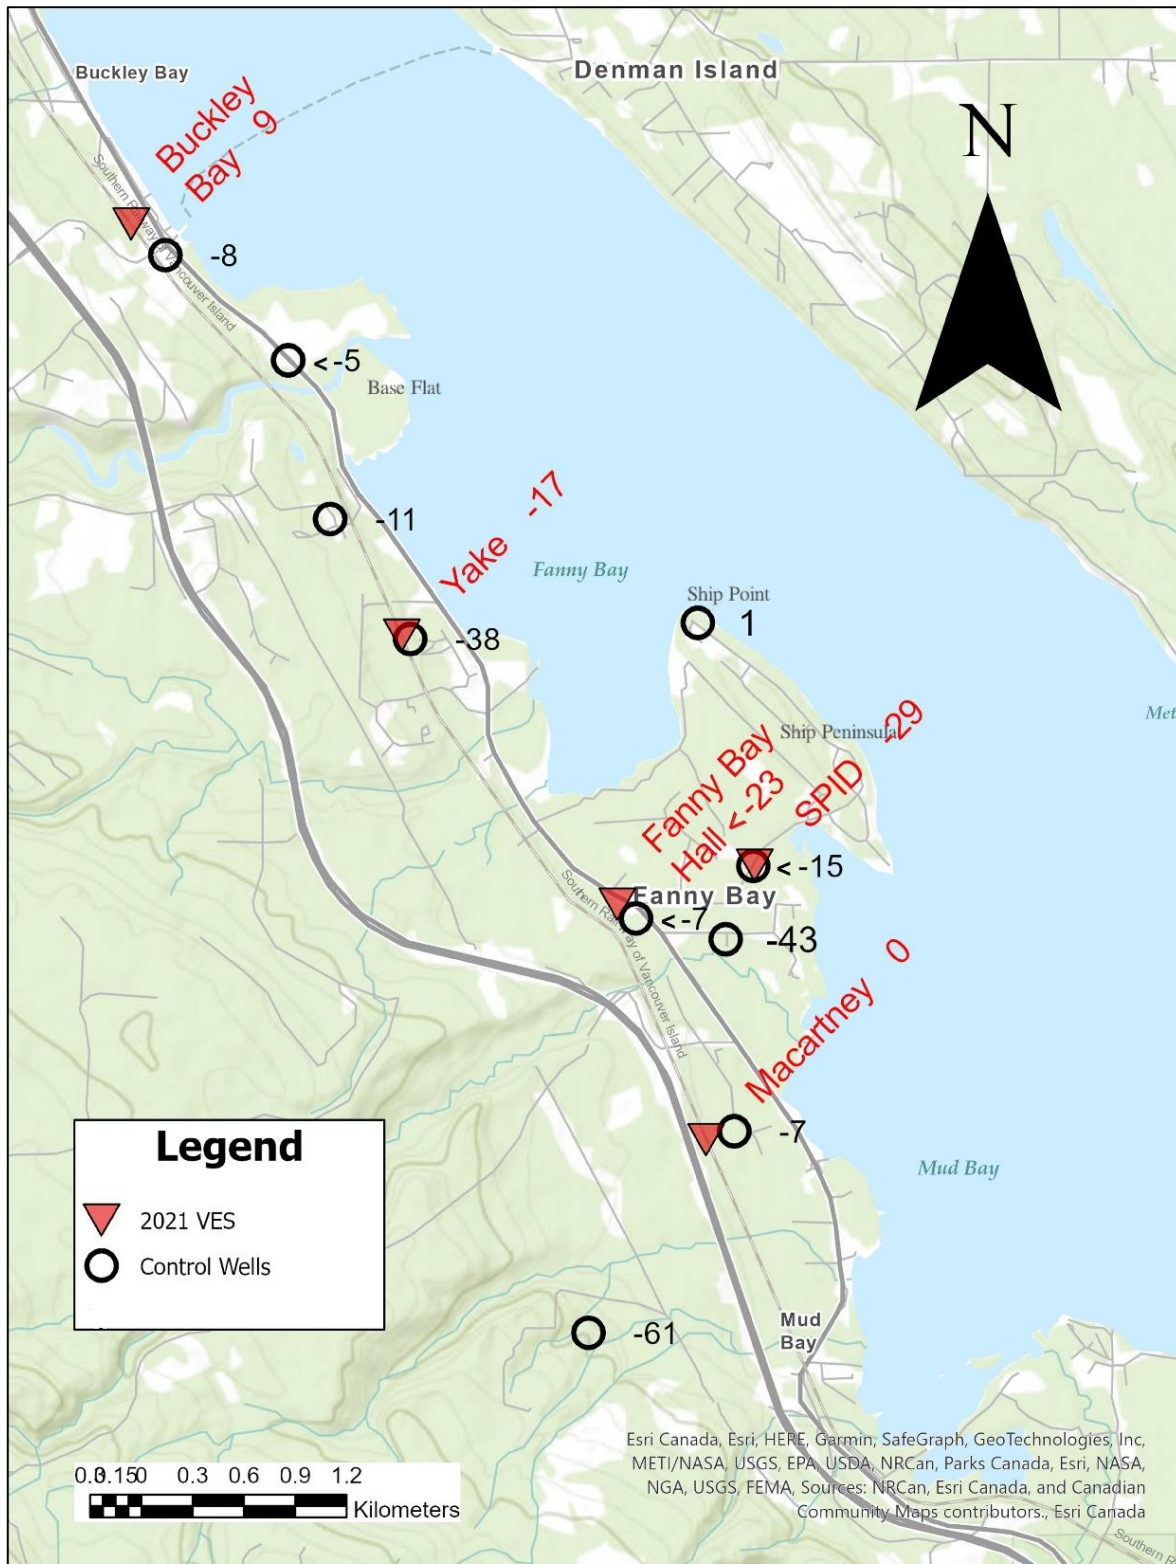 Buckley Bay
Denman Island
Buckley
Bay 9
N
Southern Railway of Vancouver Island
-8
< -5
Base Flat
-11
Yake -17
Fanny Bay
Ship Point
1
-38
Ship Peninsula
Met
Fanny Bay
Hall <-23
SPID -29
< -15
Fanny Bay
< -7
-43
Southern Railway of Vancouver Island
Macartney 0
-7
Mud Bay
Legend
2021 VES
Control Wells
Mud
Bay
-61
Esri Canada, Esri, HERE, Garmin, SafeGraph, GeoTechnologies, Inc,
METI/NASA, USGS, EPA, USDA, NRCan, Parks Canada, Esri, NASA,
NGA, USGS, FEMA, Sources: NRCan, Esri Canada, and Canadian
Community Maps contributors., Esri Canada
0.3 0.6 0.9 1.2
Kilometers
Southern R